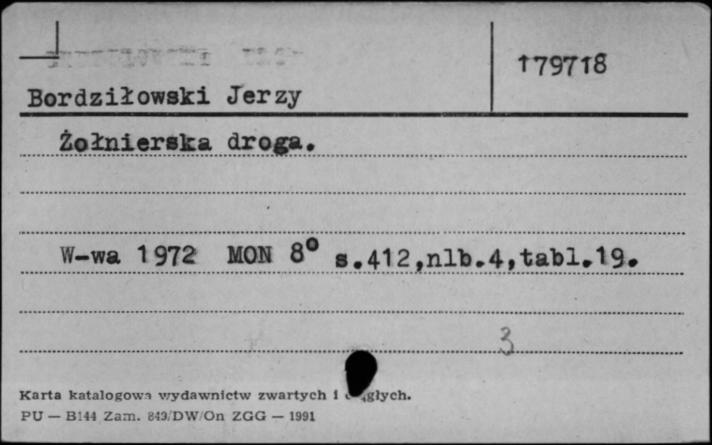 179718
Bordziłowski Jerzy
Żołnierska droga.
W-wa 1972 MON 8° s.412,nlb.4,tabl.19.
3
Karta katalogowa wydawnictw zwartych i
PU — B144 Zam. 849/DW/On ZGG — 1991